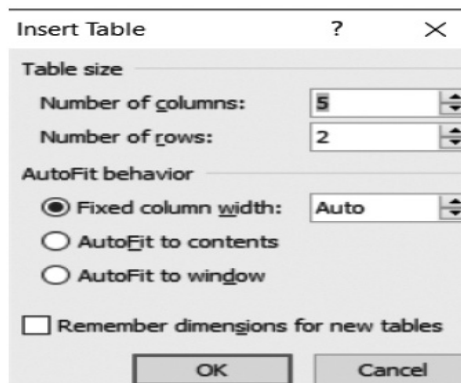 Insert Table ? ×
Table size
Number of columns: 5
Number of rows: 2
AutoFit behavior
Fixed column width: Auto
AutoFit to contents
AutoFit to window
Remember dimensions for new tables
OK Cancel